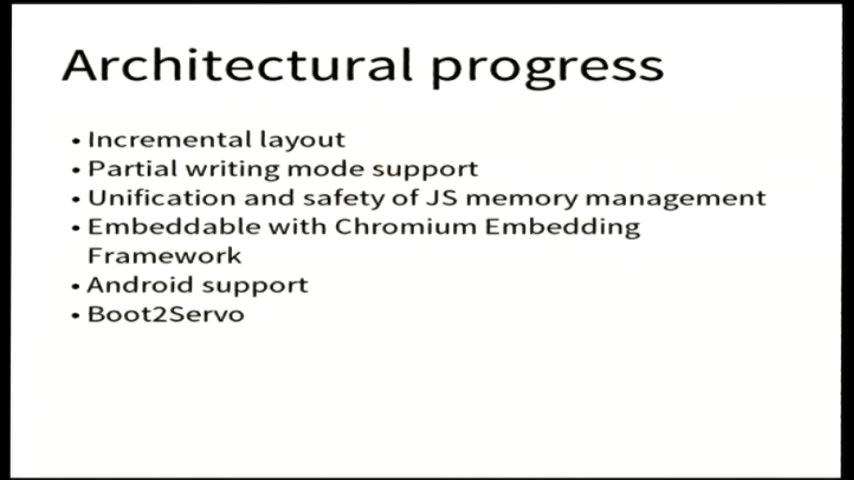 Architectural progress
• Incremental layout
• Partial writing mode support
• Unification and safety of JS memory management
• Embeddable with Chromium Embedding
Framework
• Android support
• Boot2Servo